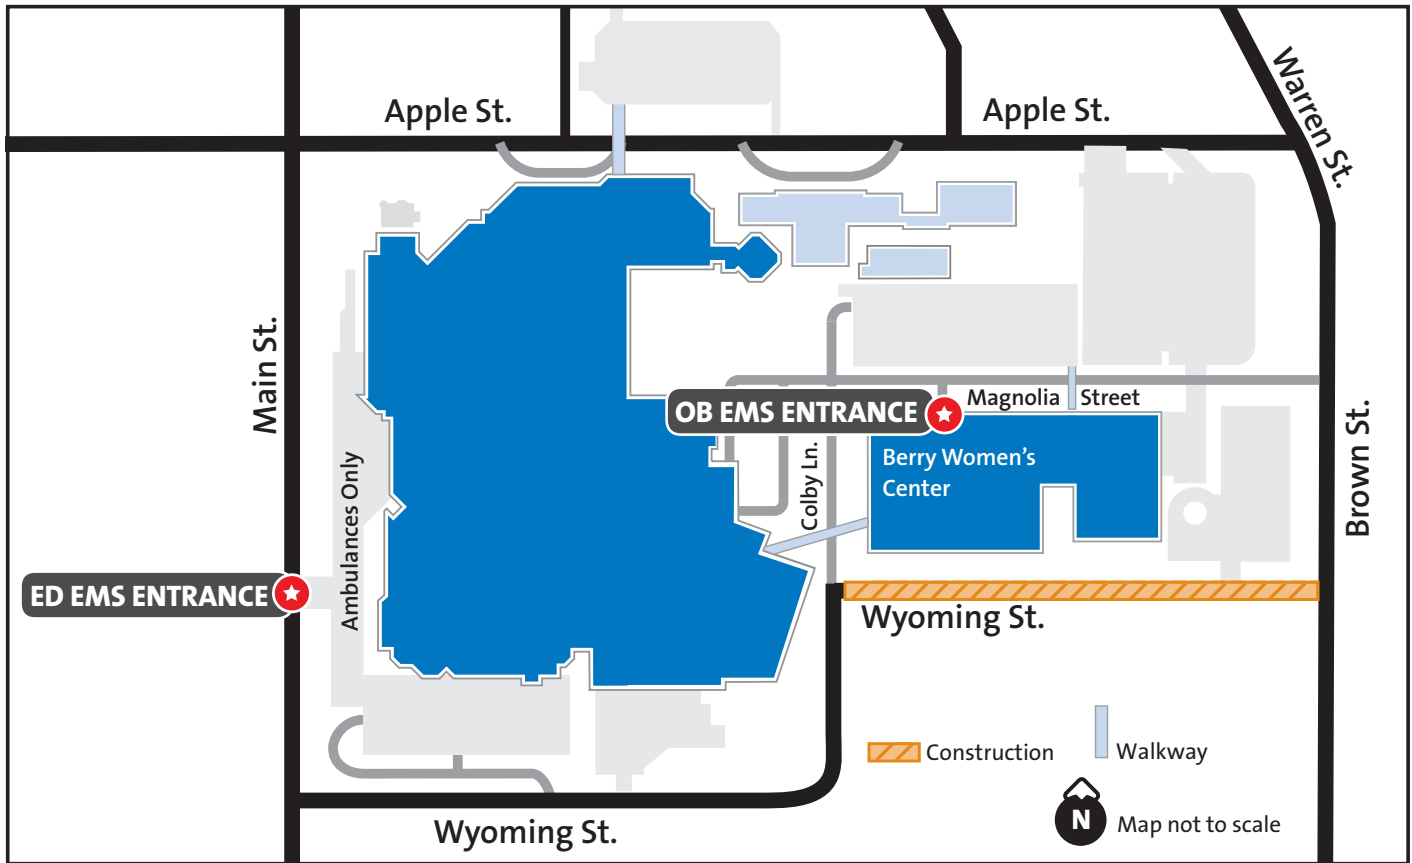 Apple St.
Apple St.
Warren St.
Main St.
OB EMS ENTRANCE
Magnolia Street
Berry Women's
Center
Colby Ln.
Brown St.
Ambulances Only
ED EMS ENTRANCE
Wyoming St.
Construction
Walkway
N
Map not to scale
Wyoming St.